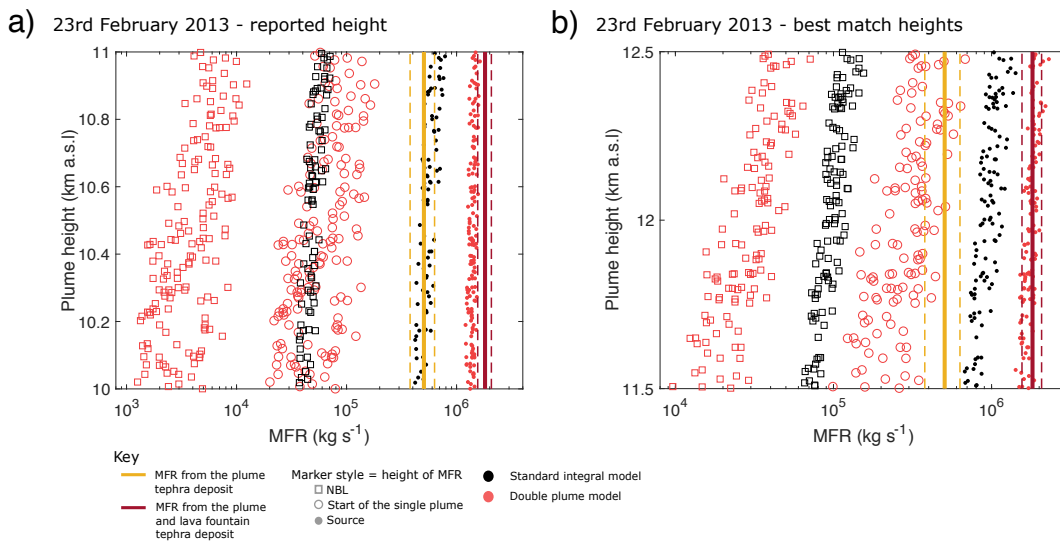 a)
23rd February 2013 - reported height
11
10.8
10.6
10.4
10.2
10
Plume height (km a.s.l)
10³
10⁴
10⁵
10⁶
MFR (kg s⁻¹)
b)
23rd February 2013 - best match heights
12.5
12
11.5
Plume height (km a.s.l)
10⁴
10⁵
10⁶
MFR (kg s⁻¹)
Key
MFR from the plume
tephra deposit
MFR from the plume
and lava fountain
tephra deposit
Marker style = height of MFR
NBL
Start of the single plume
Source
Standard integral model
Double plume model